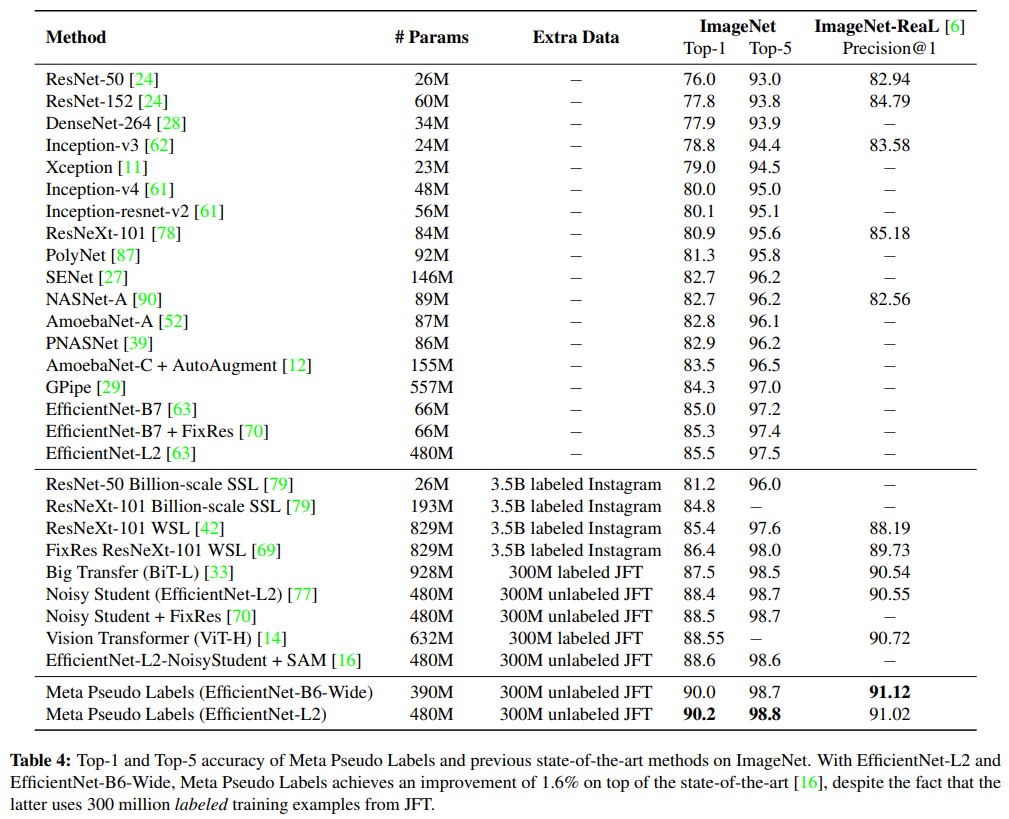 Method # Params Extra Data ImageNet ImageNet-ReaL [6]
Top-1 Top-5 Precision@1
ResNet-50 [24] 26M − 76.0 93.0 82.94
ResNet-152 [24] 60M − 77.8 93.8 84.79
DenseNet-264 [28] 34M − 77.9 93.9 −
Inception-v3 [62] 24M − 78.8 94.4 83.58
Xception [11] 23M − 79.0 94.5 −
Inception-v4 [61] 48M − 80.0 95.0 −
Inception-resnet-v2 [61] 56M − 80.1 95.1 −
ResNeXt-101 [78] 84M − 80.9 95.6 85.18
PolyNet [87] 92M − 81.3 95.8 −
SENet [27] 146M − 82.7 96.2 −
NASNet-A [90] 89M − 82.7 96.2 82.56
AmoebaNet-A [52] 87M − 82.8 96.1 −
PNASNet [39] 86M − 82.9 96.2 −
AmoebaNet-C + AutoAugment [12] 155M − 83.5 96.5 −
GPipe [29] 557M − 84.3 97.0 −
EfficientNet-B7 [63] 66M − 85.0 97.2 −
EfficientNet-B7 + FixRes [70] 66M − 85.3 97.4 −
EfficientNet-L2 [63] 480M − 85.5 97.5 −
ResNet-50 Billion-scale SSL [79] 26M 3.5B labeled Instagram 81.2 96.0 −
ResNeXt-101 Billion-scale SSL [79] 193M 3.5B labeled Instagram 84.8 − −
ResNeXt-101 WSL [42] 829M 3.5B labeled Instagram 85.4 97.6 88.19
FixRes ResNeXt-101 WSL [69] 829M 3.5B labeled Instagram 86.4 98.0 89.73
Big Transfer (BiT-L) [33] 928M 300M labeled JFT 87.5 98.5 90.54
Noisy Student (EfficientNet-L2) [77] 480M 300M unlabeled JFT 88.4 98.7 90.55
Noisy Student + FixRes [70] 480M 300M unlabeled JFT 88.5 98.7 −
Vision Transformer (ViT-H) [14] 632M 300M labeled JFT 88.55 − 90.72
EfficientNet-L2-NoisyStudent + SAM [16] 480M 300M unlabeled JFT 88.6 98.6 −
Meta Pseudo Labels (EfficientNet-B6-Wide) 390M 300M unlabeled JFT 90.0 98.7 91.12
Meta Pseudo Labels (EfficientNet-L2) 480M 300M unlabeled JFT 90.2 98.8 91.02
Table 4: Top-1 and Top-5 accuracy of Meta Pseudo Labels and previous state-of-the-art methods on ImageNet. With EfficientNet-L2 and
EfficientNet-B6-Wide, Meta Pseudo Labels achieves an improvement of 1.6% on top of the state-of-the-art [16], despite the fact that the
latter uses 300 million labeled training examples from JFT.